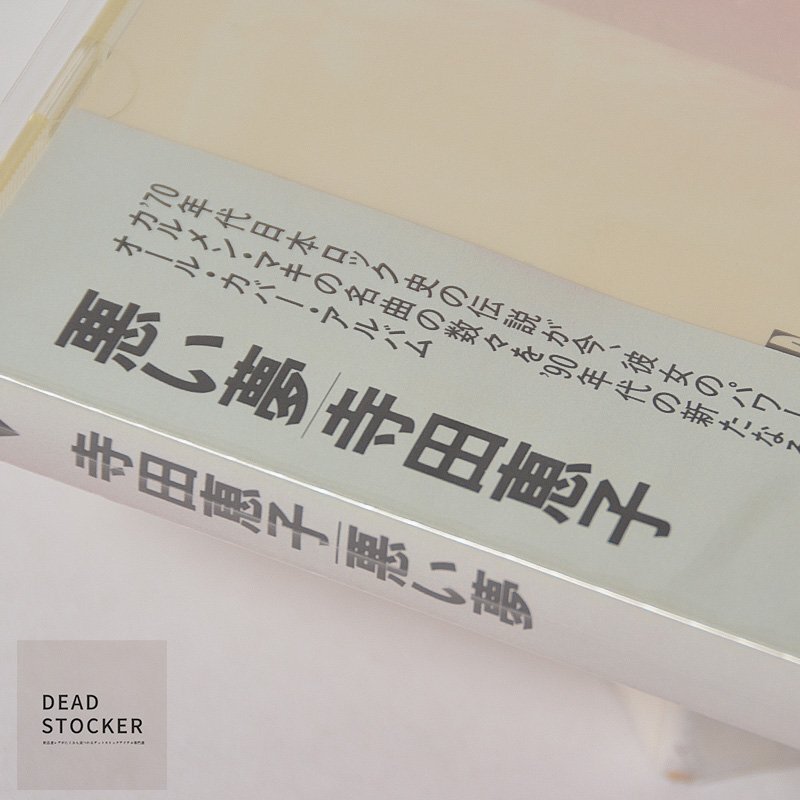 '70年代日本ロック史の伝説が今、彼女のパワー
カルメン・マキの名曲の数々を'90年代の新たなる
オール・カバー・アルバム
悪い夢/寺田恵子
寺田恵子/悪い夢
DEAD
STOCKER